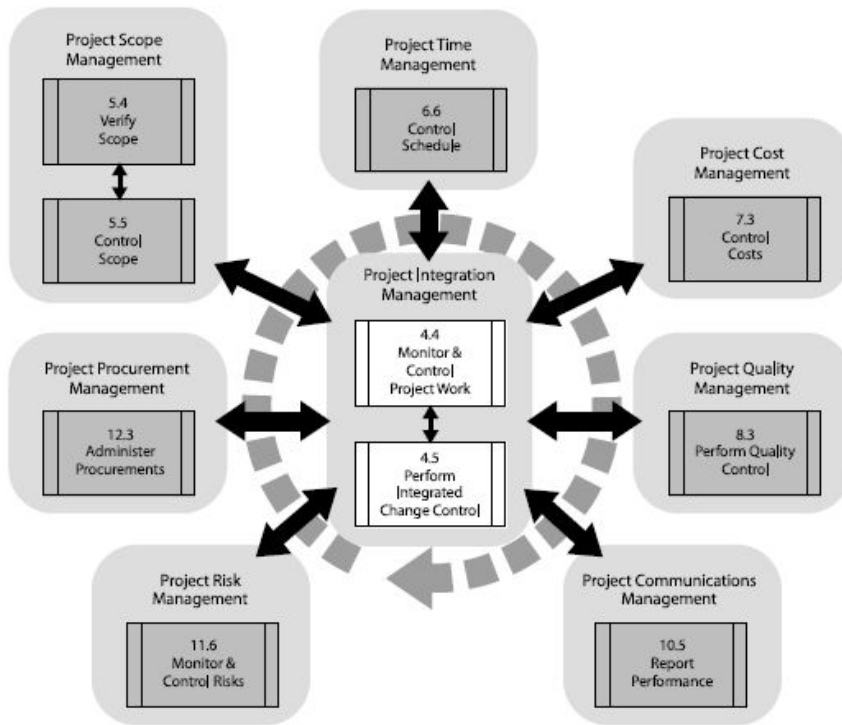 Project Scope
Management
5.4
Verify
Scope
5.5
Control
Scope
Project Time
Management
6.6
Control
Schedule
Project Cost
Management
7.3
Control
Costs
Project Integration
Management
4.4
Monitor &
Control
Project Work
4.5
Perform
Integrated
Change Control
Project Procurement
Management
12.3
Administer
Procurements
Project Quality
Management
8.3
Perform Quality
Control
Project Risk
Management
11.6
Monitor &
Control Risks
Project Communications
Management
10.5
Report
Performance